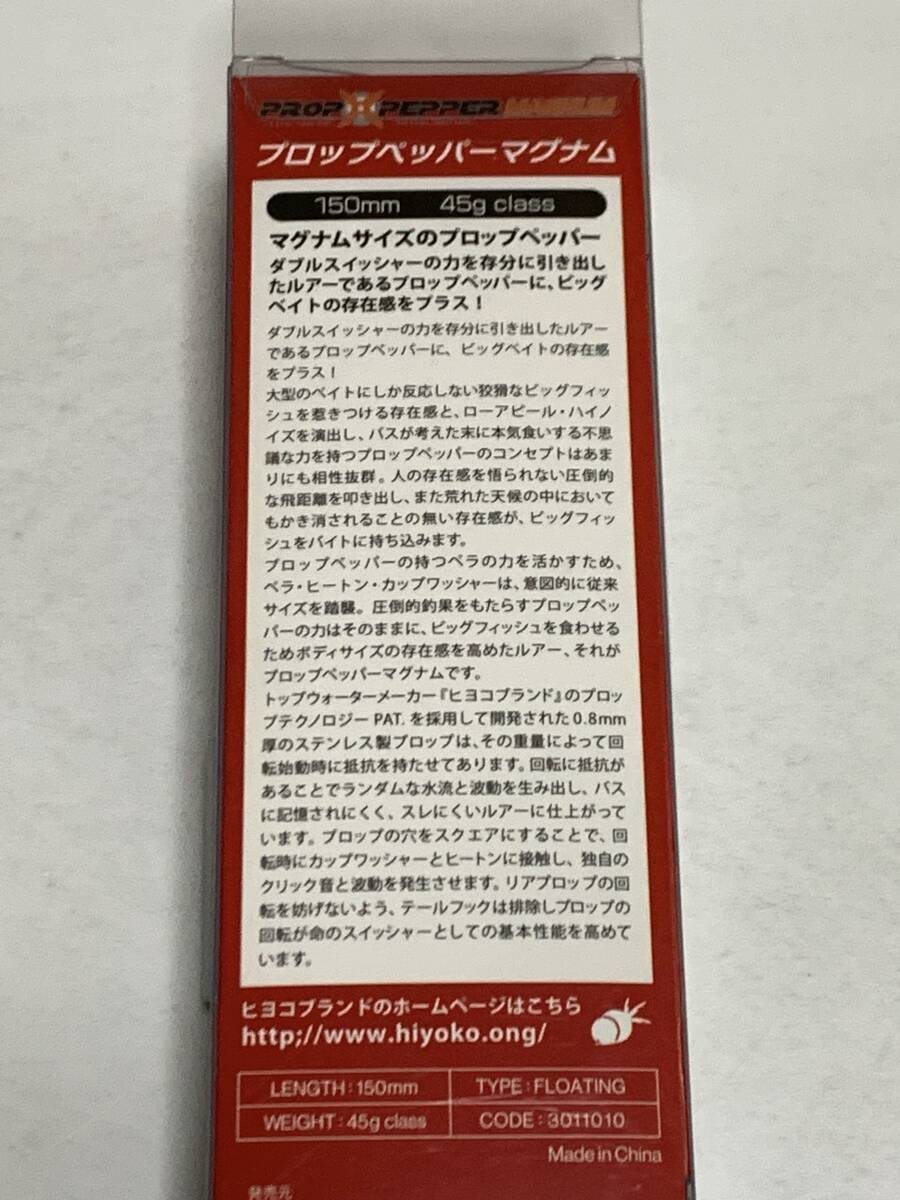 PROP PEPPER MAGNUM
プロップペッパーマグナム
150mm 45g class
マグナムサイズのプロップペッパー
ダブルスイッシャーの力を存分に引き出し
たルアーであるプロップペッパーに、ビッグ
ベイトの存在感をプラス！
ダブルスイッシャーの力を存分に引き出したルアー
であるプロップペッパーに、ビッグベイトの存在感
をプラス！
大型のベイトにしか反応しない狡猾なビッグフィッ
シュを惹きつける存在感と、ローアピール・ハイノ
イズを演出し、バスが考えた末に本気食いする不思
議な力を持つプロップペッパーのコンセプトはあま
りにも相性抜群。人の存在感を悟られない圧倒的
な飛距離を叩き出し、また荒れた天候の中において
もかき消されることの無い存在感が、ビッグフィッ
シュをバイトに持ち込みます。
プロップペッパーの持つペラの力を活かすため、
ペラ・ヒートン・カップワッシャーは、意図的に従来
サイズを踏襲。圧倒的釣果をもたらすプロップペッ
パーの力はそのままに、ビッグフィッシュを食わせる
ためボディサイズの存在感を高めたルアー、それが
プロップペッパーマグナムです。
トップウォーターメーカー『ヒヨコブランド』のプロッ
プテクノロジー PAT. を採用して開発された 0.8mm
厚のステンレス製プロップは、その重量によって回
転始動時に抵抗を持たせてあります。回転に抵抗が
あることでランダムな水流と波動を生み出し、バス
に記憶されにくく、スレにくいルアーに仕上がって
います。プロップの穴をスクエアにすることで、回
転時にカップワッシャーとヒートンに接触し、独自の
クリック音と波動を発生させます。リアプロップの回
転を妨げないよう、テールフックは排除しプロップの
回転が命のスイッシャーとしての基本性能を高めて
います。
ヒヨコブランドのホームページはこちら
http;//www.hiyoko.ong/
LENGTH : 150mm TYPE : FLOATING
WEIGHT : 45g class CODE : 3011010
Made in China
発売元